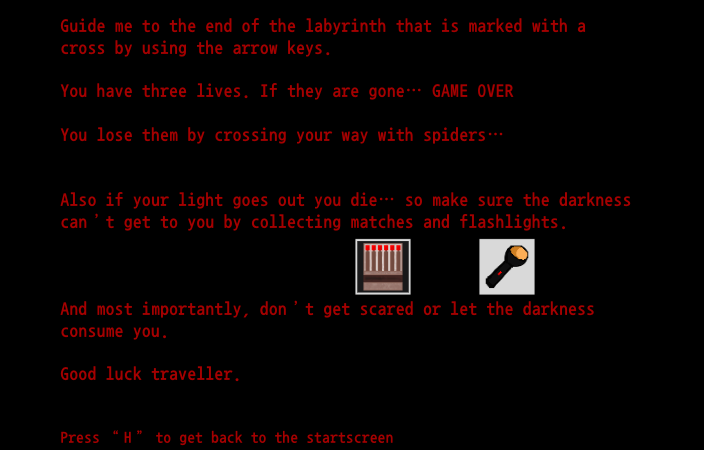 Guide me to the end of the labyrinth that is marked with a
cross by using the arrow keys.
You have three lives. If they are gone… GAME OVER
You lose them by crossing your way with spiders…
Also if your light goes out you die… so make sure the darkness
can’t get to you by collecting matches and flashlights.
And most importantly, don’t get scared or let the darkness
consume you.
Good luck traveller.
Press “H” to get back to the startscreen